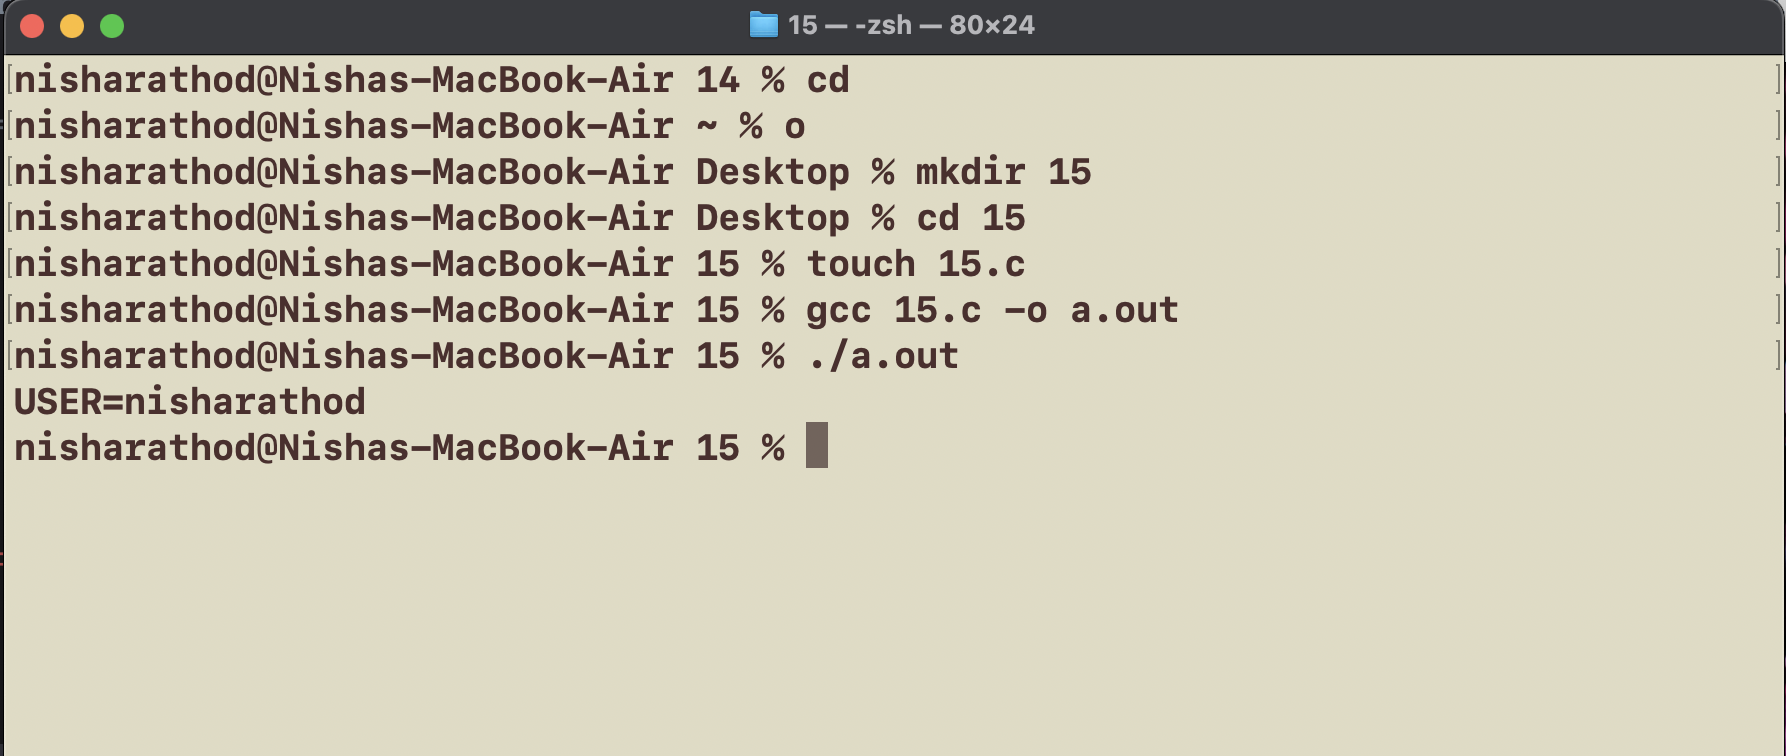 15 — -zsh — 80×24
nisharathod@Nishas-MacBook-Air 14 % cd
nisharathod@Nishas-MacBook-Air ~ % o
nisharathod@Nishas-MacBook-Air Desktop % mkdir 15
nisharathod@Nishas-MacBook-Air Desktop % cd 15
nisharathod@Nishas-MacBook-Air 15 % touch 15.c
nisharathod@Nishas-MacBook-Air 15 % gcc 15.c -o a.out
nisharathod@Nishas-MacBook-Air 15 % ./a.out
USER=nisharathod
nisharathod@Nishas-MacBook-Air 15 %